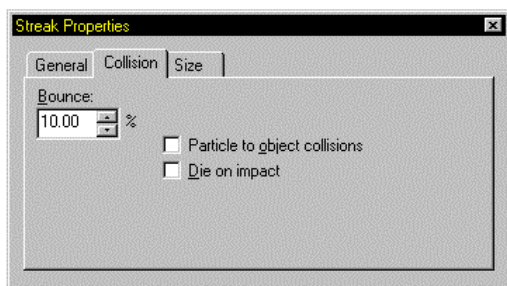 Streak Properties
General Collision Size
Bounce:
10.00 %
Particle to object collisions
Die on impact